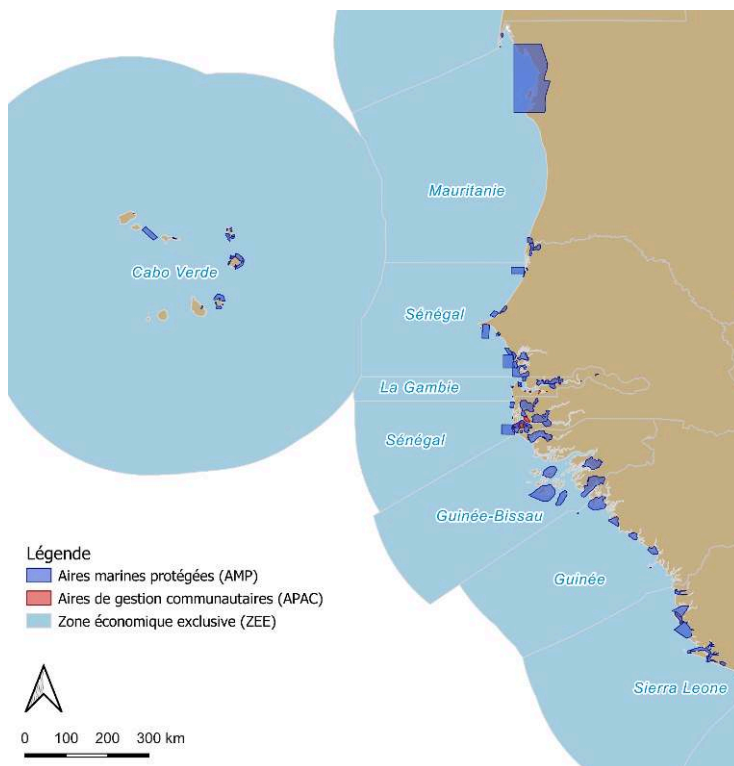 Mauritanie
Cabo Verde
Sénégal
La Gambie
Sénégal
Guinée-Bissau
Guinée
Sierra Leone
Légende
Aires marines protégées (AMP)
Aires de gestion communautaires (APAC)
Zone économique exclusive (ZEE)
0 100 200 300 km